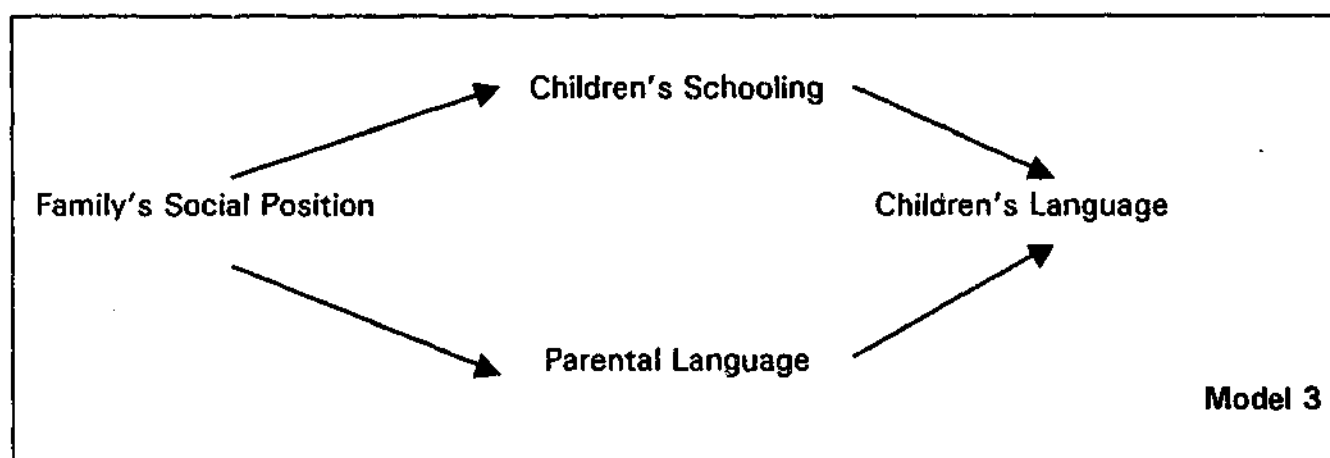 Children's Schooling
Family's Social Position
Children's Language
Parental Language
Model 3